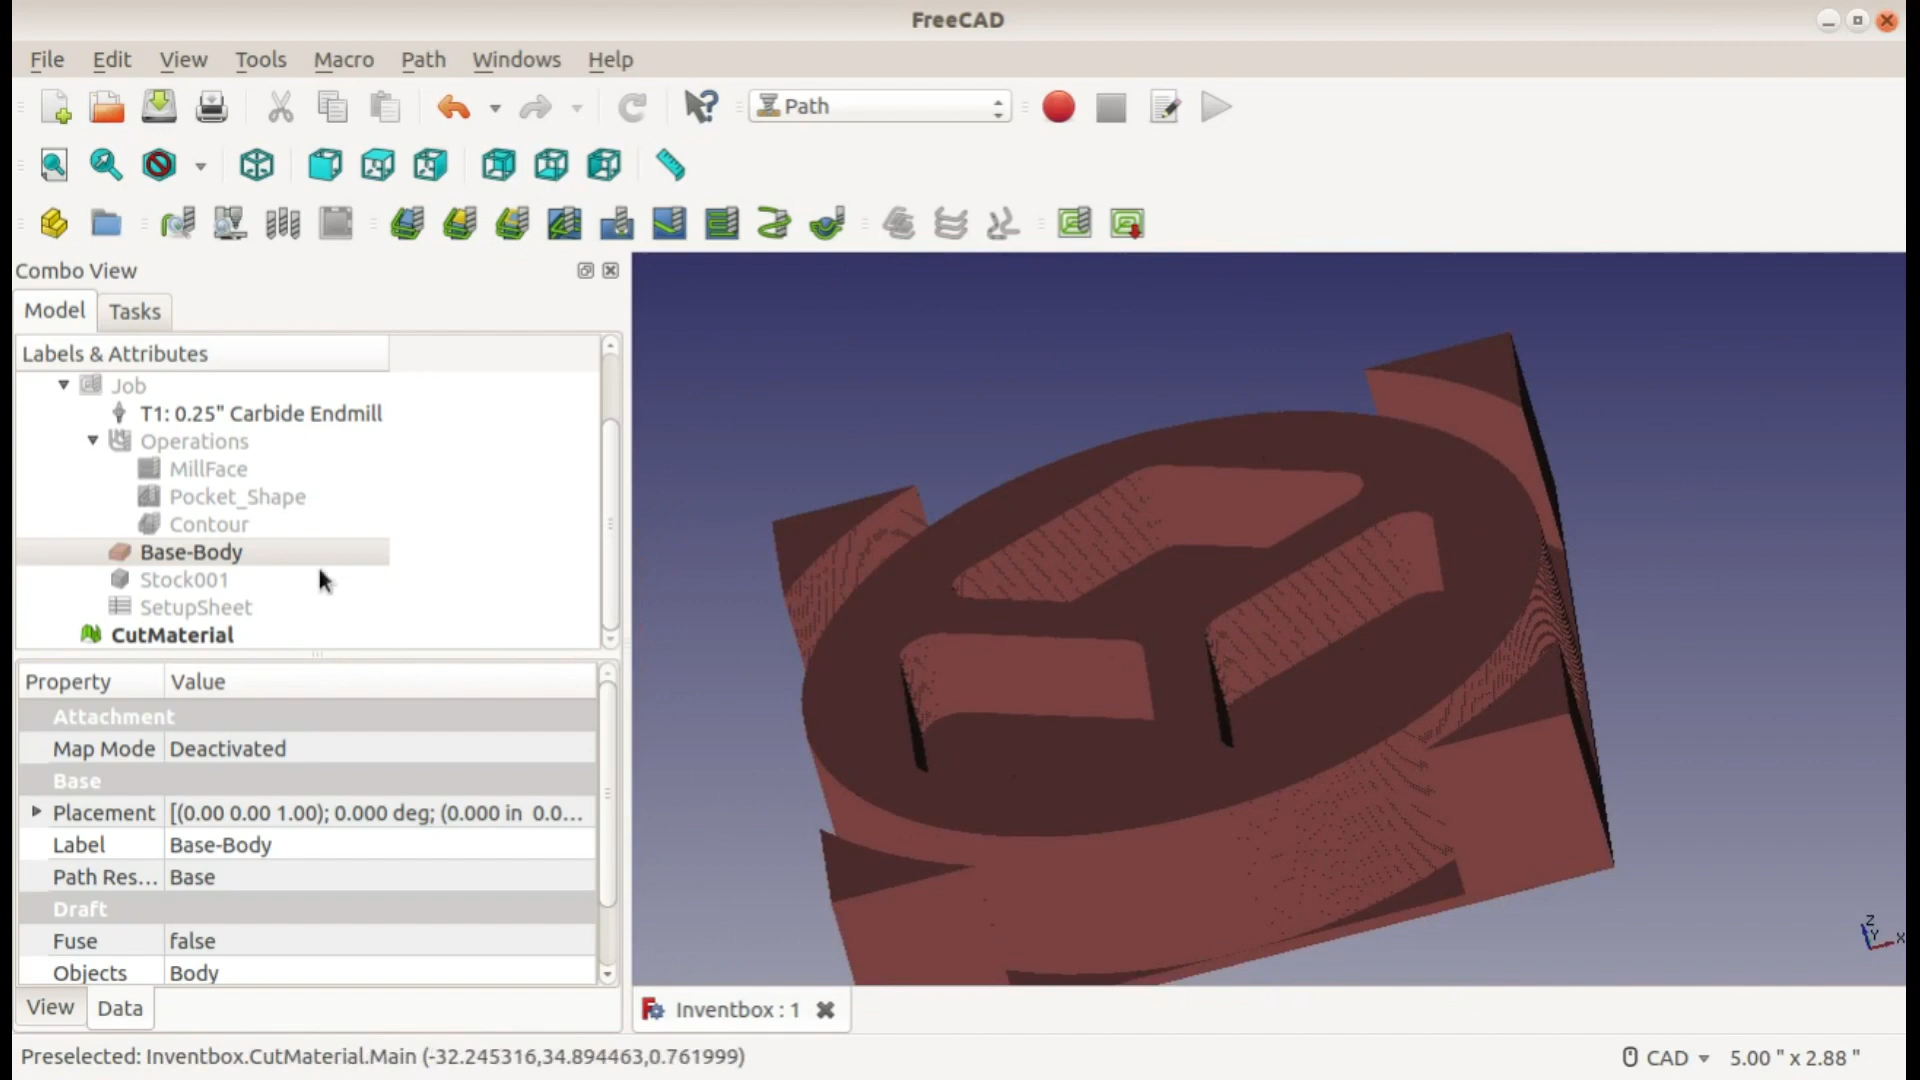 FreeCAD
File Edit View Tools Macro Path Windows Help
Path
Combo View
Model Tasks
Labels & Attributes
Job
T1: 0.25" Carbide Endmill
Operations
MillFace
Pocket_Shape
Contour
Base-Body
Stock001
SetupSheet
CutMaterial
Property Value
Attachment
Map Mode Deactivated
Base
Placement [(0.00 0.00 1.00); 0.000 deg; (0.000 in 0.0...
Label Base-Body
Path Res... Base
Draft
Fuse false
Objects Body
View Data
Inventbox : 1
Z
Y X
Preselected: Inventbox.CutMaterial.Main (-32.245316,34.894463,0.761999)
CAD 5.00 " x 2.88 "